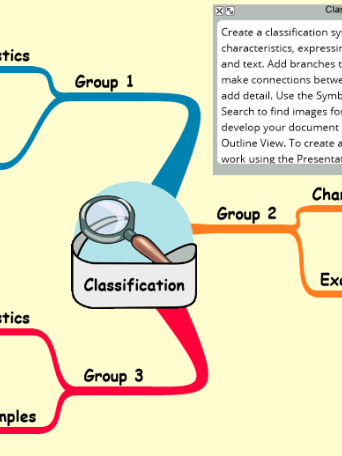 Clas
Create a classification sy
characteristics, expressin
and text. Add branches t
make connections betwe
add detail. Use the Symb
Search to find images fo
develop your document
Outline View. To create a
work using the Presentat
stics
Group 1
Group 2
Char
Exa
Classification
stics
Group 3
mples